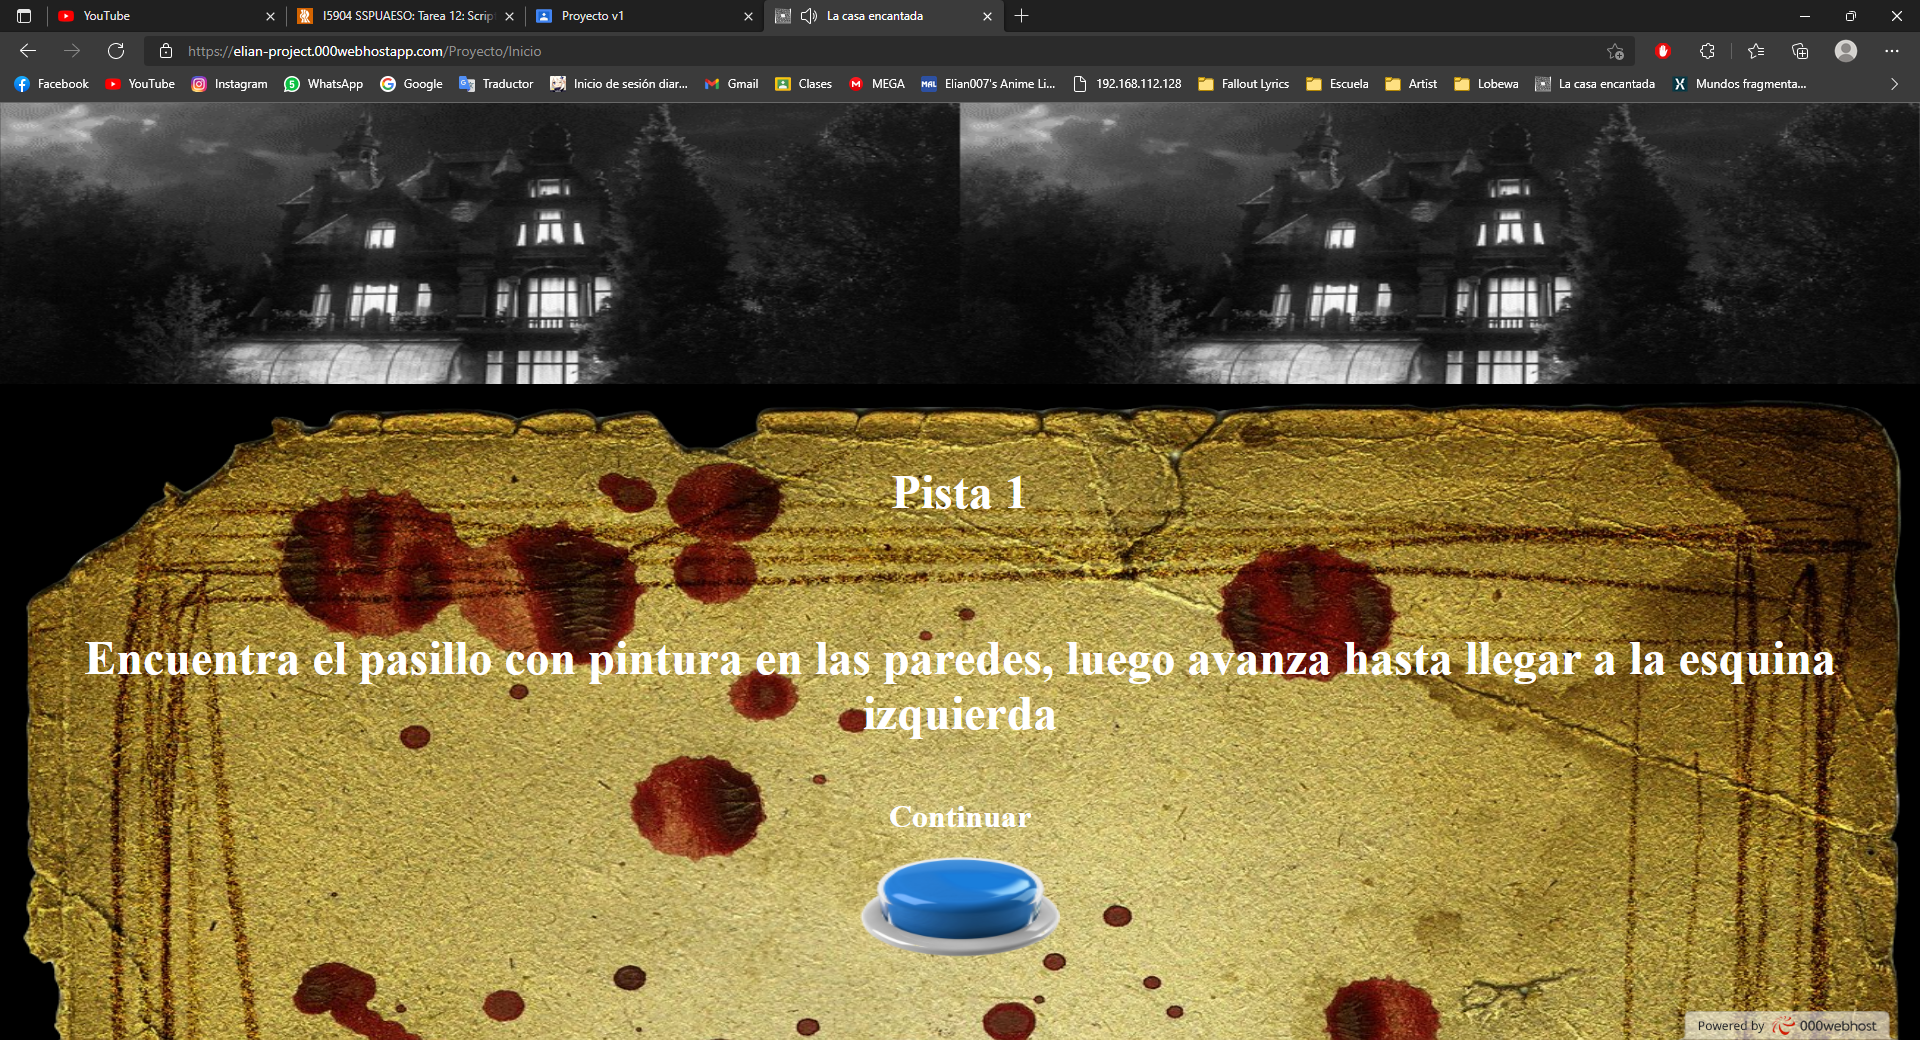 YouTube
I5904 SSPUAESO: Tarea 12: Scrip
Proyecto v1
La casa encantada
https://elian-project.000webhostapp.com/Proyecto/Inicio
Facebook
YouTube
Instagram
WhatsApp
Google
Traductor
Inicio de sesión diar...
Gmail
Clases
MEGA
MAL
Elian007's Anime Li...
192.168.112.128
Fallout Lyrics
Escuela
Artist
Lobewa
La casa encantada
Mundos fragmenta...
Pista 1
Encuentra el pasillo con pintura en las paredes, luego avanza hasta llegar a la esquina
izquierda
Continuar
Powered by 000webhost